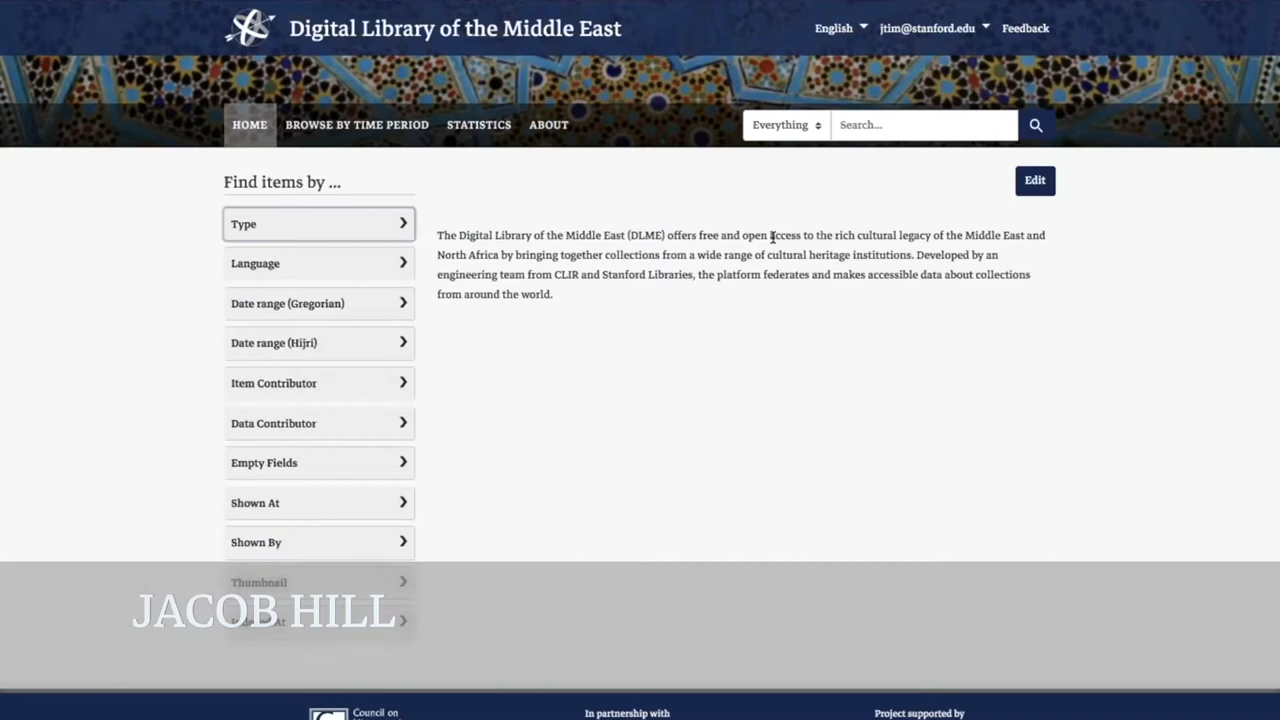 Digital Library of the Middle East
English
jtim@stanford.edu
Feedback
HOME
BROWSE BY TIME PERIOD
STATISTICS
ABOUT
Everything
Search...
Find items by ...
Edit
Type
Language
Date range (Gregorian)
Date range (Hijri)
Item Contributor
Data Contributor
Empty Fields
Shown At
Shown By
Thumbnail
The Digital Library of the Middle East (DLME) offers free and open access to the rich cultural legacy of the Middle East and
North Africa by bringing together collections from a wide range of cultural heritage institutions. Developed by an
engineering team from CLIR and Stanford Libraries, the platform federates and makes accessible data about collections
from around the world.
JACOB HILL
Council on
In partnership with
Project supported by